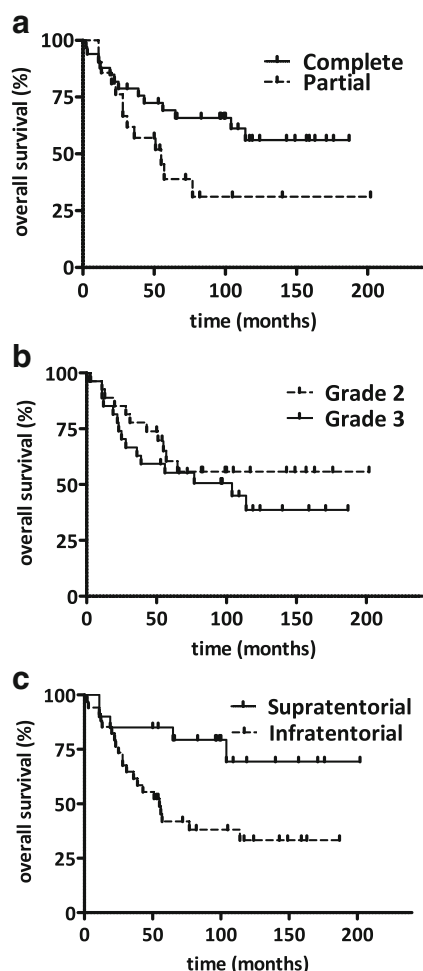 a
Complete
Partial
overall survival (%)
100
75
50
25
0
0 50 100 150 200
time (months)
b
Grade 2
Grade 3
overall survival (%)
100
75
50
25
0
0 50 100 150 200
time (months)
c
Supratentorial
Infratentorial
overall survival (%)
100
75
50
25
0
0 50 100 150 200
time (months)